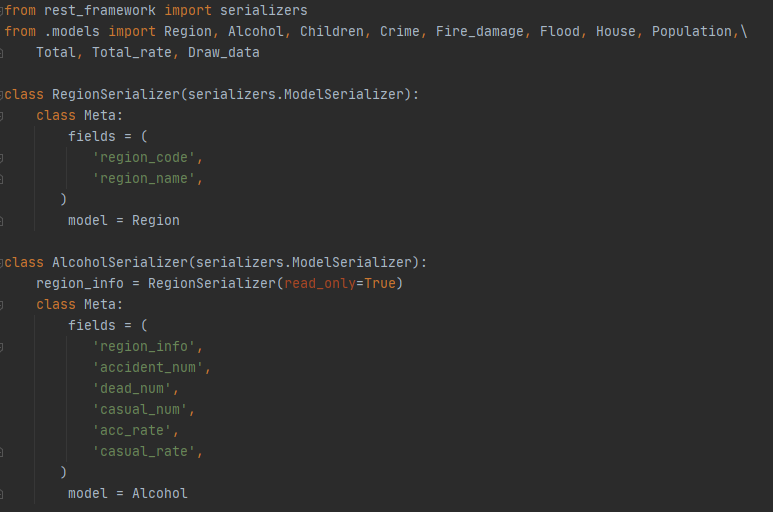 from rest_framework import serializers
from .models import Region, Alcohol, Children, Crime, Fire_damage, Flood, House, Population,\
    Total, Total_rate, Draw_data

class RegionSerializer(serializers.ModelSerializer):
    class Meta:
        fields = (
           'region_code',
           'region_name',
       )
        model = Region

class AlcoholSerializer(serializers.ModelSerializer):
    region_info = RegionSerializer(read_only=True)
    class Meta:
        fields = (
           'region_info',
           'accident_num',
           'dead_num',
           'casual_num',
           'acc_rate',
           'casual_rate',
       )
        model = Alcohol